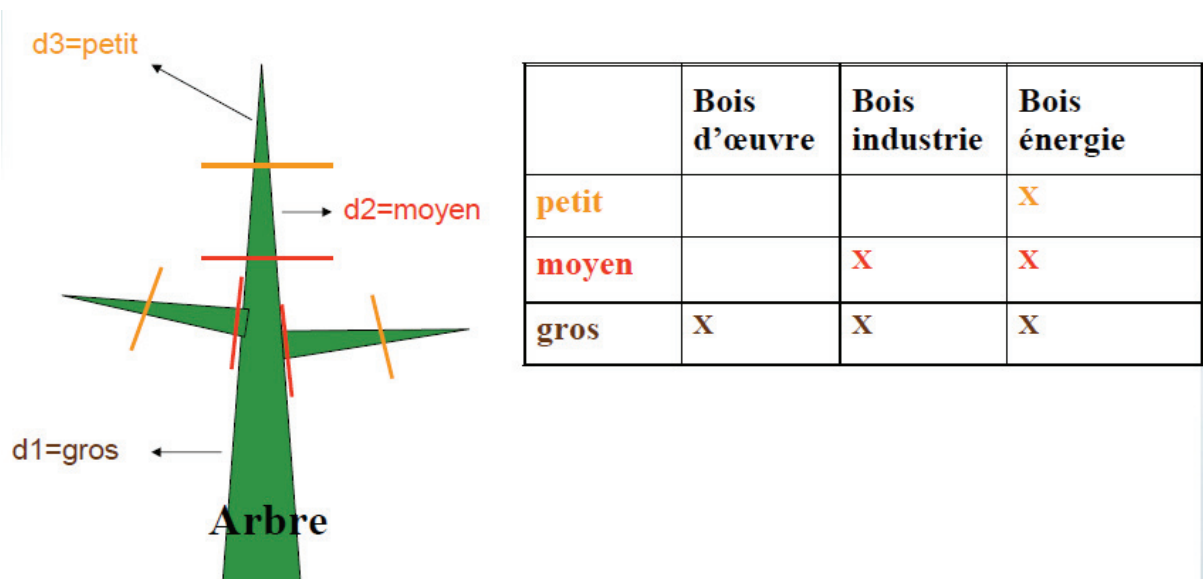 d3=petit
d2=moyen
d1=gros
Arbre
Bois d'œuvre Bois industrie Bois énergie
petit X
moyen X X
gros X X X